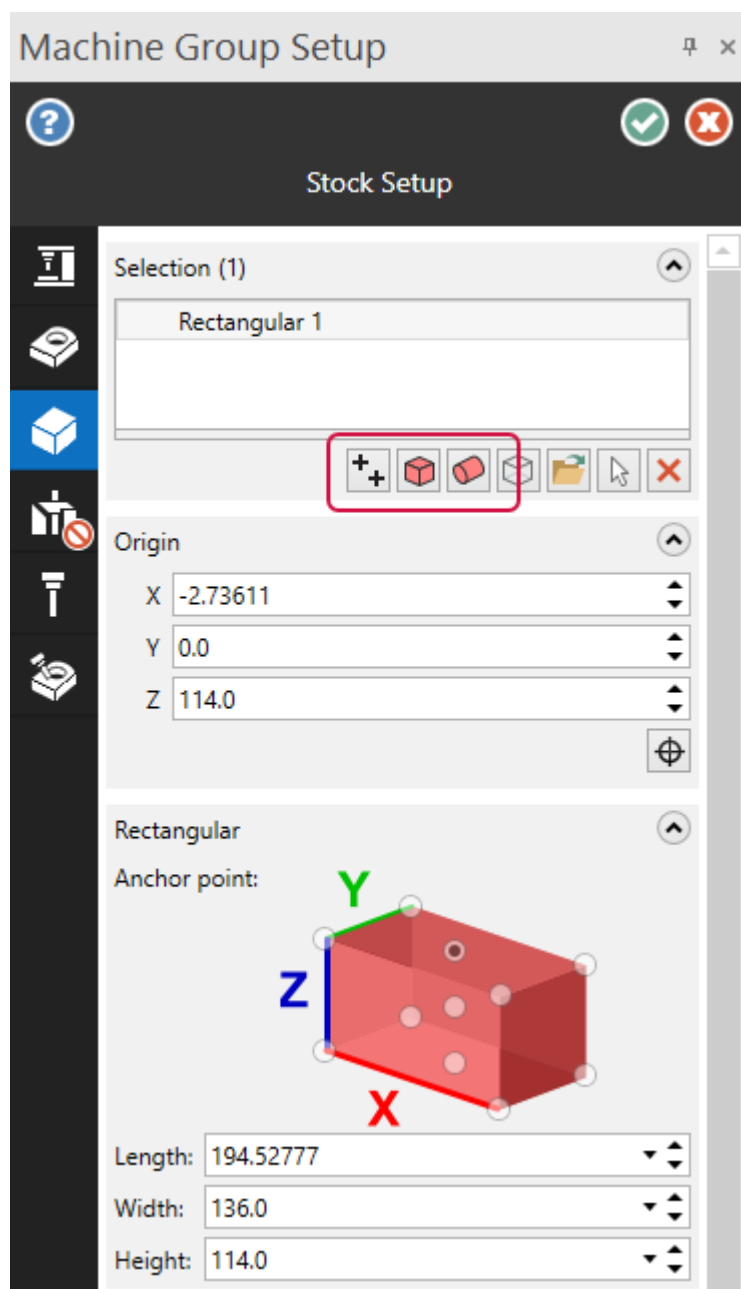 Machine Group Setup
Stock Setup
Selection (1)
Rectangular 1
Origin
X -2.73611
Y 0.0
Z 114.0
Rectangular
Anchor point:
Y
Z
X
Length: 194.52777
Width: 136.0
Height: 114.0